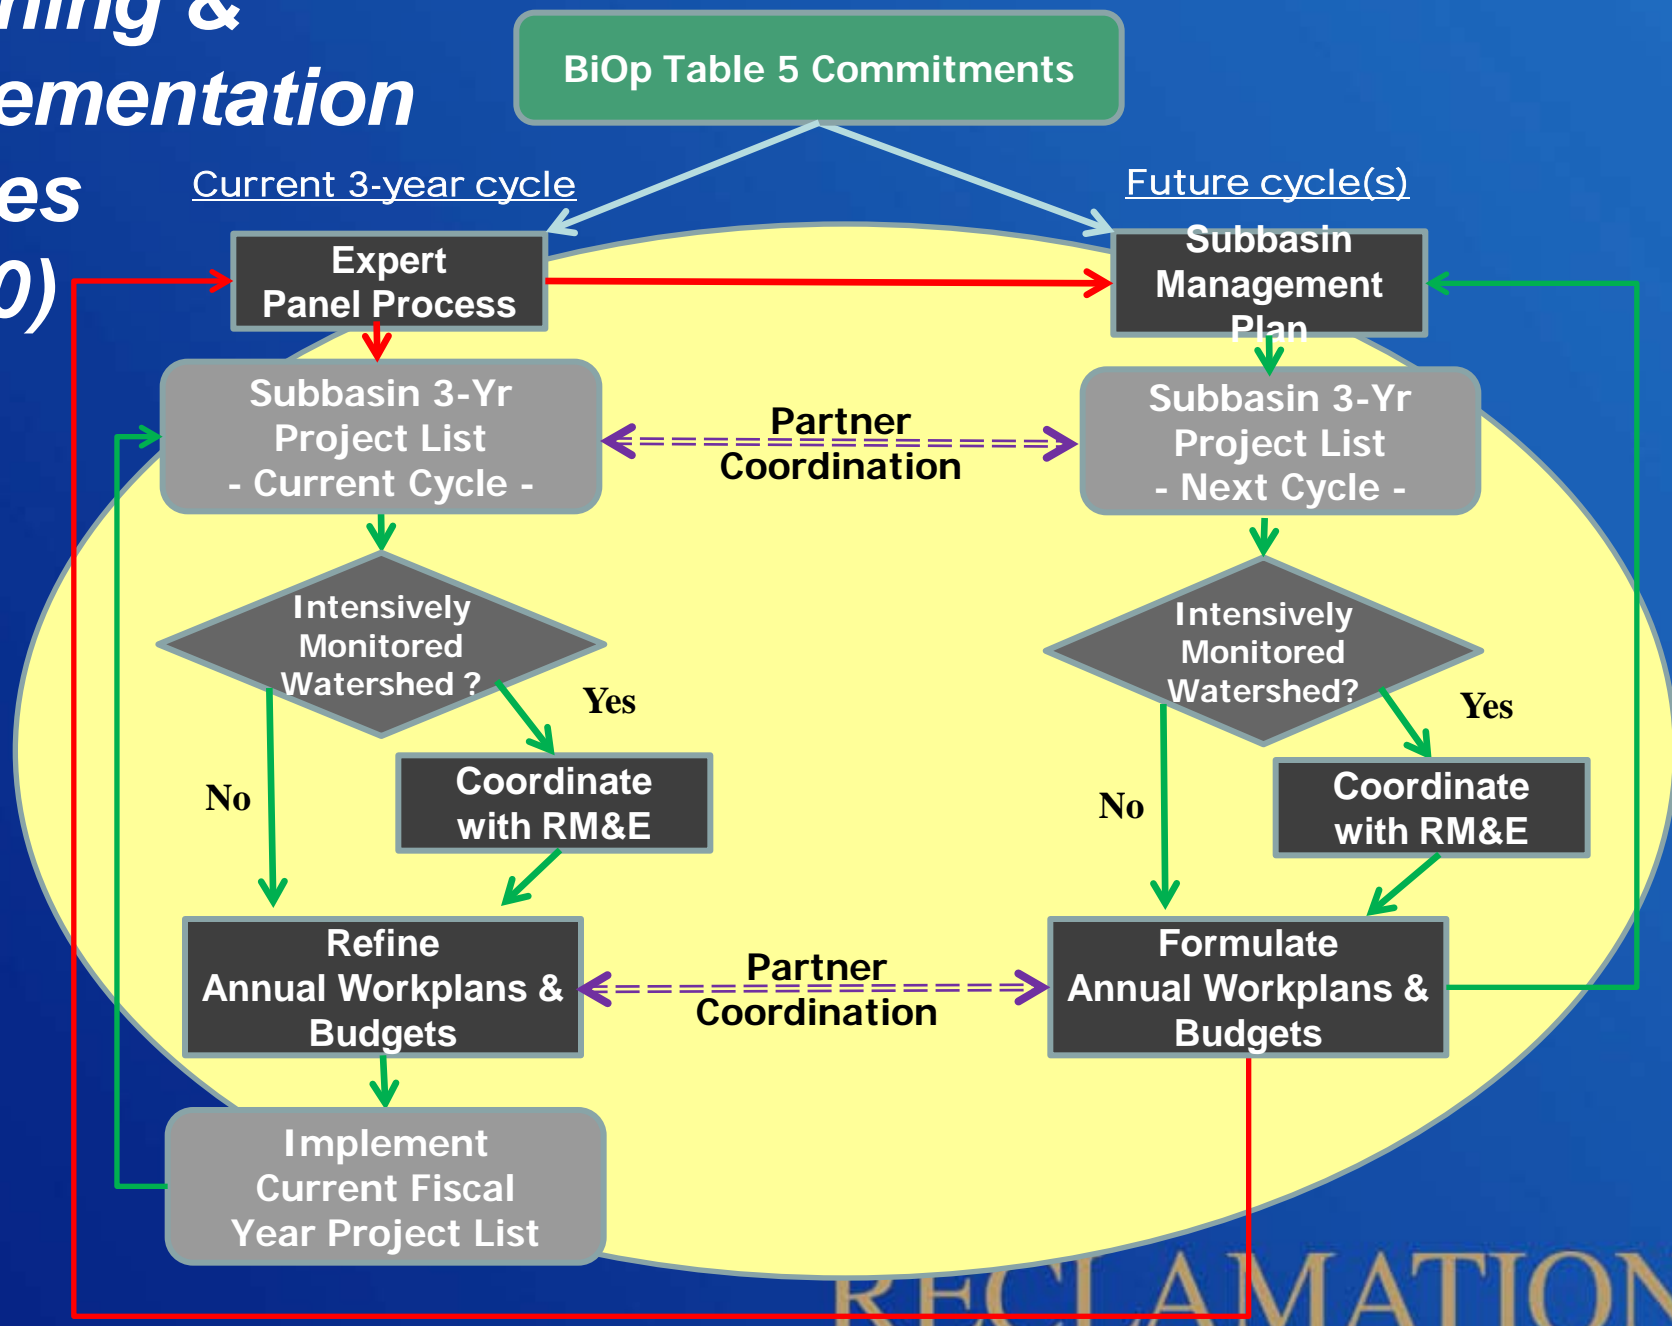 BiOp Table 5 Commitments
Current 3-year cycle
Future cycle(s)
Expert
Panel Process
Subbasin
Management
Plan
Subbasin 3-Yr
Project List
- Current Cycle -
Partner
Coordination
Subbasin 3-Yr
Project List
- Next Cycle -
Intensively
Monitored
Watershed ?
Yes
No
Coordinate
with RM&E
Intensively
Monitored
Watershed?
Yes
No
Coordinate
with RM&E
Refine
Annual Workplans &
Budgets
Partner
Coordination
Formulate
Annual Workplans &
Budgets
Implement
Current Fiscal
Year Project List
RECLAMATION